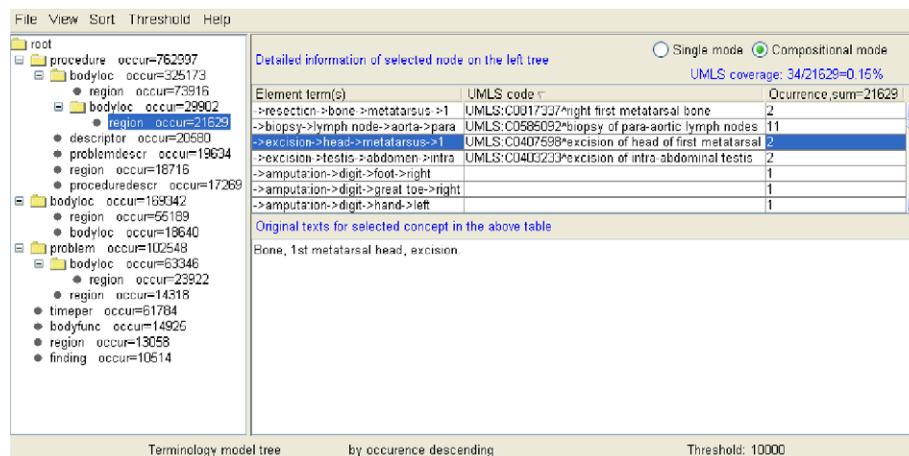 File View Sort Threshold Help
root
procedure occur=762997
bodyloc occur=325173
region occur=73916
bodyloc occur=29902
region occur=21629
descriptor occur=20580
problemdescr occur=19634
region occur=18716
proceduredescr occur=17269
bodyloc occur=169342
region occur=55189
bodyloc occur=18640
problem occur=102548
bodyloc occur=63346
region occur=23922
region occur=14318
timeper occur=61784
bodyfunc occur=14925
region occur=13058
finding occur=10514
Detailed information of selected node on the left tree
Single mode Compositional mode
UMLS coverage: 34/21629=0.15%
Element term(s) UMLS code Ocurrence,sum=21629
->resection->bone->metatarsus->1 UMLS:C0817337^right first metatarsal bone 2
->biopsy->lymph node->aorta->para UMLS:C0585092^biopsy of para-aortic lymph nodes 11
->excision->head->metatarsus->1 UMLS:C0407598^excision of head of first metatarsal 2
->excision->testis->abdomen->intra UMLS:C0403233^excision of intra-abdominal testis 2
->amputation->digit->foot->right 1
->amputation->digit->great toe->right 1
->amputation->digit->hand->left 1
Original texts for selected concept in the above table
Bone, 1st metatarsal head, excision.
Terminology model tree by occurence descending Threshold: 10000